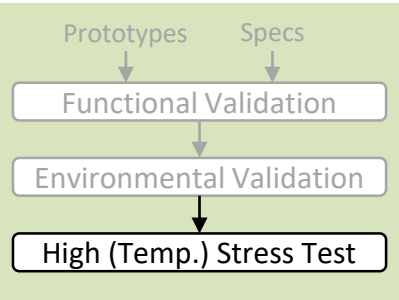 Prototypes Specs
Functional Validation
Environmental Validation
High (Temp.) Stress Test